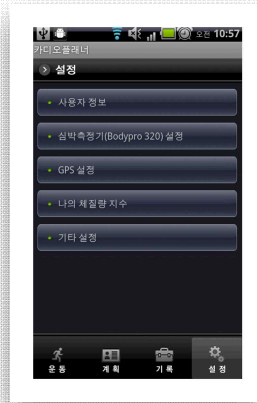 오전 10:57
카디오플래너
설정
사용자 정보
심박측정기(Bodypro 320) 설정
GPS 설정
나의 체질량 지수
기타 설정
운 동 계 획 기 록 설 정